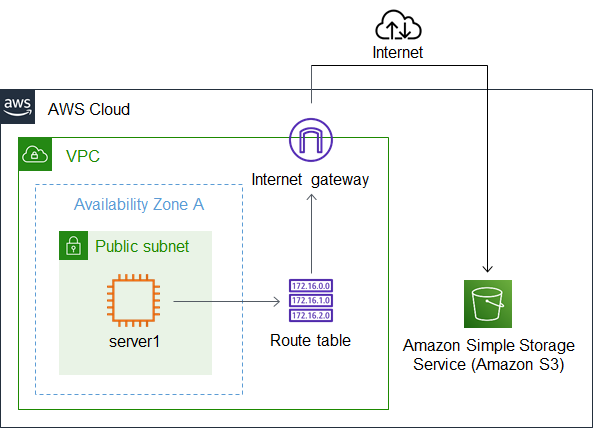 Internet
aws
AWS Cloud
VPC
Internet gateway
Availability Zone A
Public subnet
172.16.0.0
172.16.1.0
172.16.2.0
server1
Route table
Amazon Simple Storage
Service (Amazon S3)